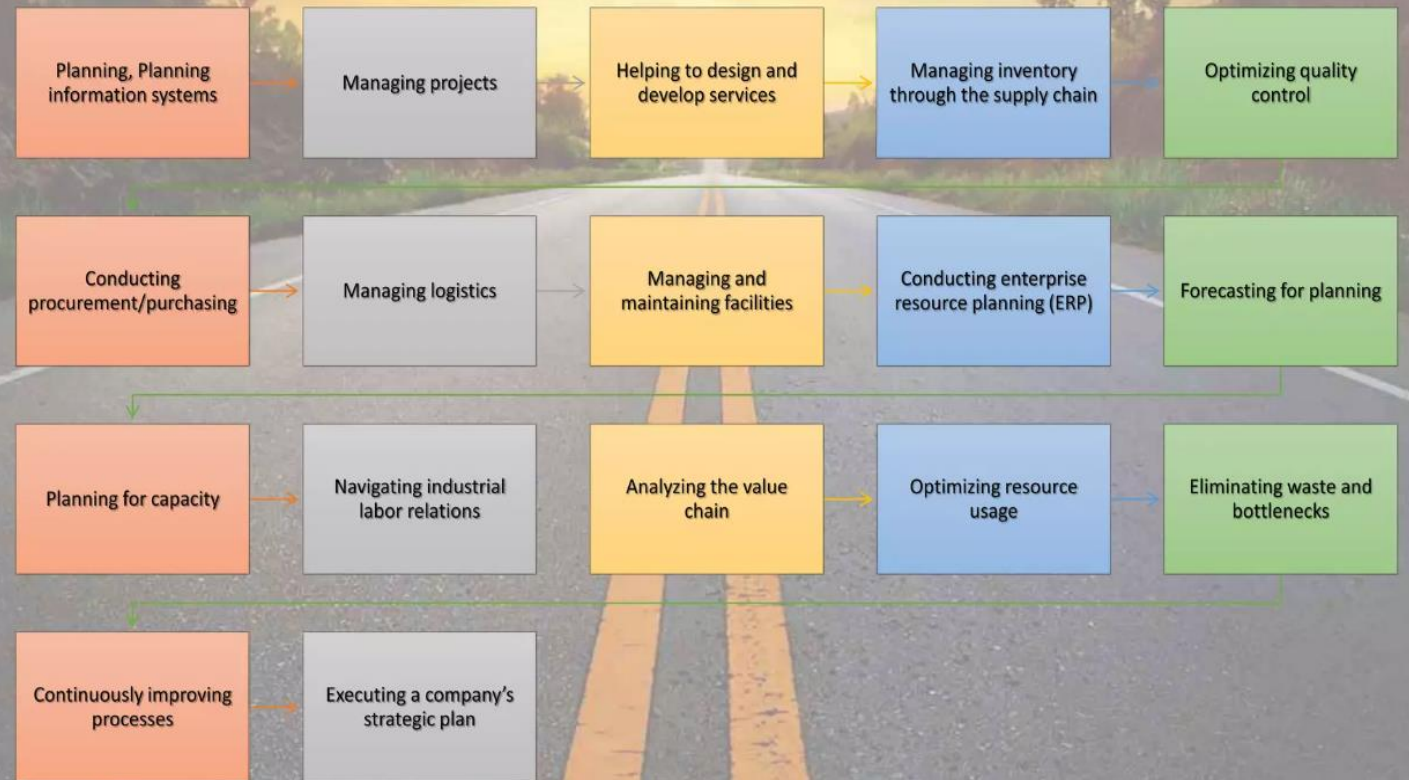 Planning, Planning
information systems
Managing projects
Helping to design and
develop services
Managing inventory
through the supply chain
Optimizing quality
control
Conducting
procurement/purchasing
Managing logistics
Managing and
maintaining facilities
Conducting enterprise
resource planning (ERP)
Forecasting for planning
Planning for capacity
Navigating industrial
labor relations
Analyzing the value
chain
Optimizing resource
usage
Eliminating waste and
bottlenecks
Continuously improving
processes
Executing a company's
strategic plan